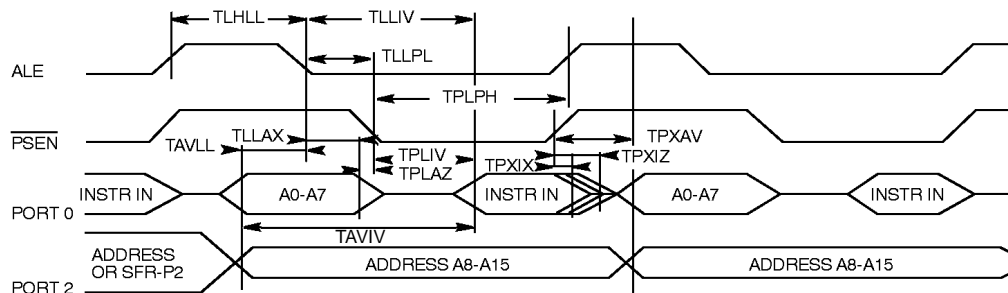 TLHLL TLLIV
TLLPL
ALE
TPLPH
PSEN
TLLAX
TAVLL
TPLIV
TPXAV
TPLAZ
TPXIX
TPXIZ
PORT 0
INSTR IN A0-A7 INSTR IN A0-A7 INSTR IN
TAVIV
ADDRESS
OR SFR-P2
ADDRESS A8-A15 ADDRESS A8-A15
PORT 2